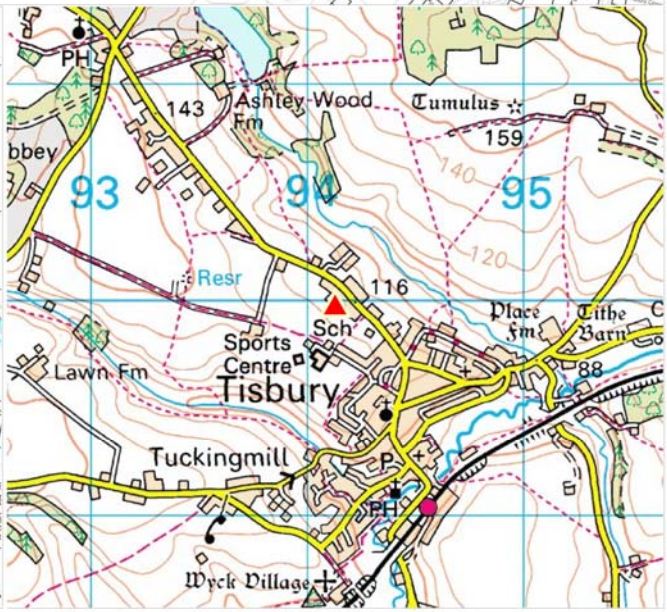 PH
143
Ashley Wood
Fm
Tumulus
159
bbey
93
94
95
140
120
Resr
116
Sch
Place
Fm
Tithe
Barn
C
Sports
Centre
Tisbury
88
Lawn Fm
Tuckingmill
P
PH
Wyck Village